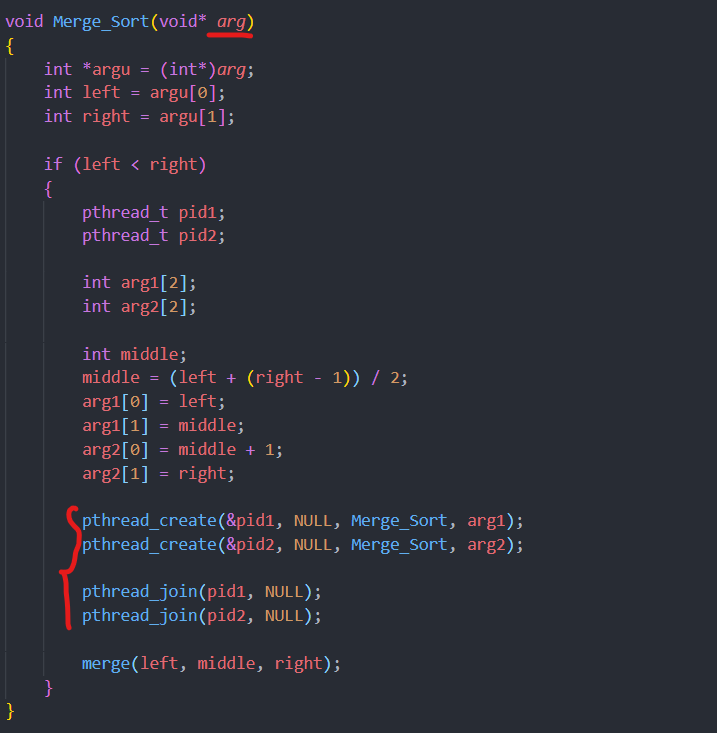 void Merge_Sort(void* arg)
{
    int *argu = (int*)arg;
    int left = argu[0];
    int right = argu[1];
    if (left < right)
    {
        pthread_t pid1;
        pthread_t pid2;
        int arg1[2];
        int arg2[2];
        int middle;
        middle = (left + (right - 1)) / 2;
        arg1[0] = left;
        arg1[1] = middle;
        arg2[0] = middle + 1;
        arg2[1] = right;
        pthread_create(&pid1, NULL, Merge_Sort, arg1);
        pthread_create(&pid2, NULL, Merge_Sort, arg2);
        pthread_join(pid1, NULL);
        pthread_join(pid2, NULL);
        merge(left, middle, right);
    }
}